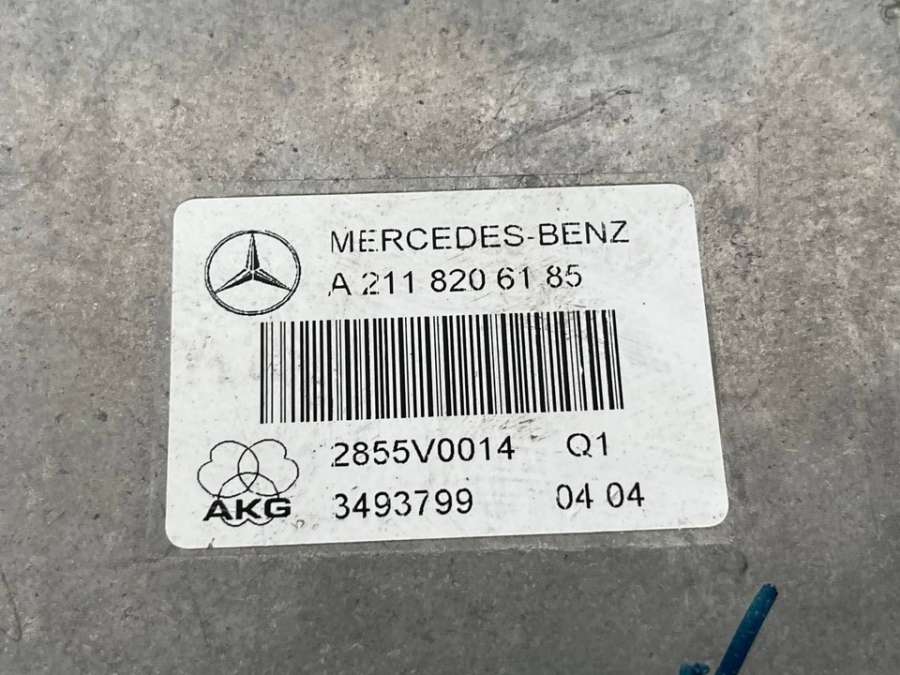 MERCEDES-BENZ
A 211 820 61 85
2855V0014 Q1
AKG 3493799 04 04